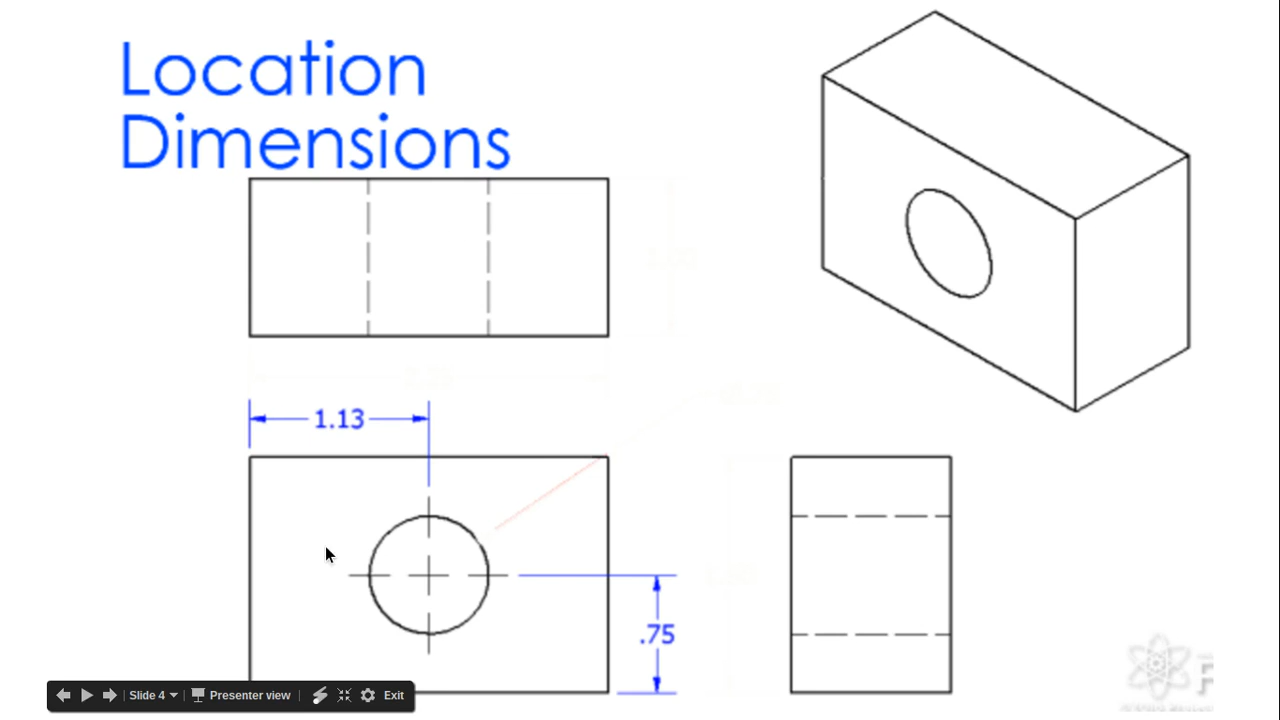 Location
Dimensions
1.13
.75
Slide 4
Presenter view
Exit